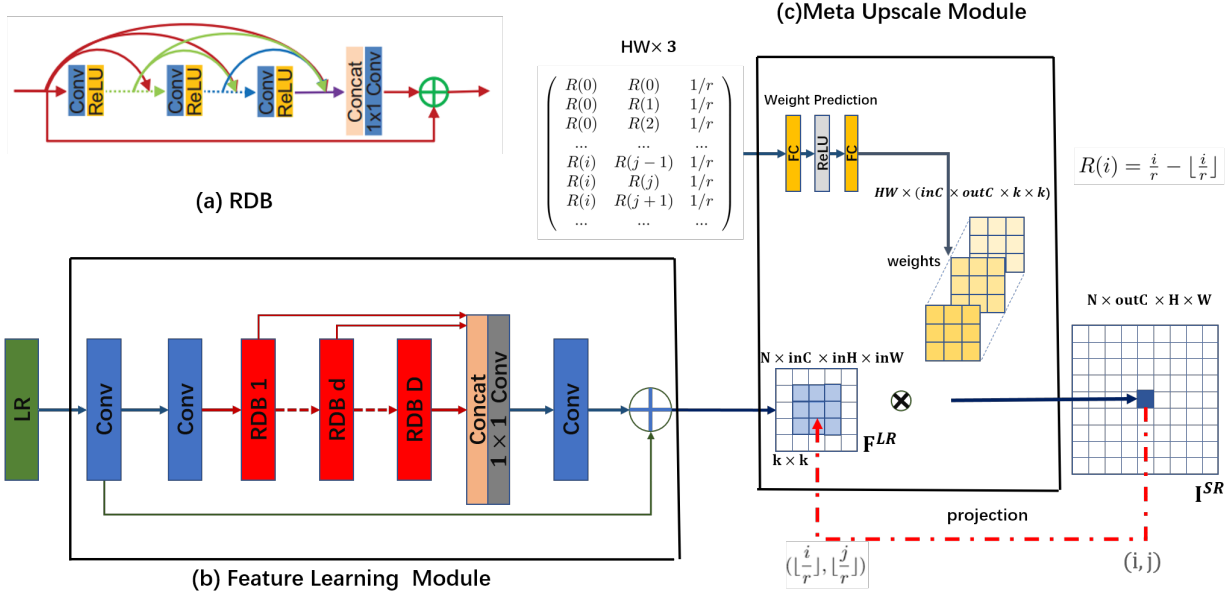 (c)Meta Upscale Module
HW× 3
R(0) R(0) 1/r
R(0) R(1) 1/r
R(0) R(2) 1/r
... ... ...
R(i) R(j − 1) 1/r
R(i) R(j) 1/r
R(i) R(j + 1) 1/r
... ... ...
Conv
ReLU
Conv
ReLU
Conv
ReLU
Concat
1x1 Conv
(a) RDB
Weight Prediction
FC
ReLU
FC
HW × (inC × outC × k × k)
weights
R(i) = i/r − ⌊i/r⌋
N × outC × H × W
LR
Conv
Conv
RDB 1
RDB d
RDB D
Concat
1 × 1 Conv
Conv
N × inC × inH × inW
F^LR
k × k
I^SR
projection
(⌊i/r⌋, ⌊j/r⌋)
(i, j)
(b) Feature Learning Module